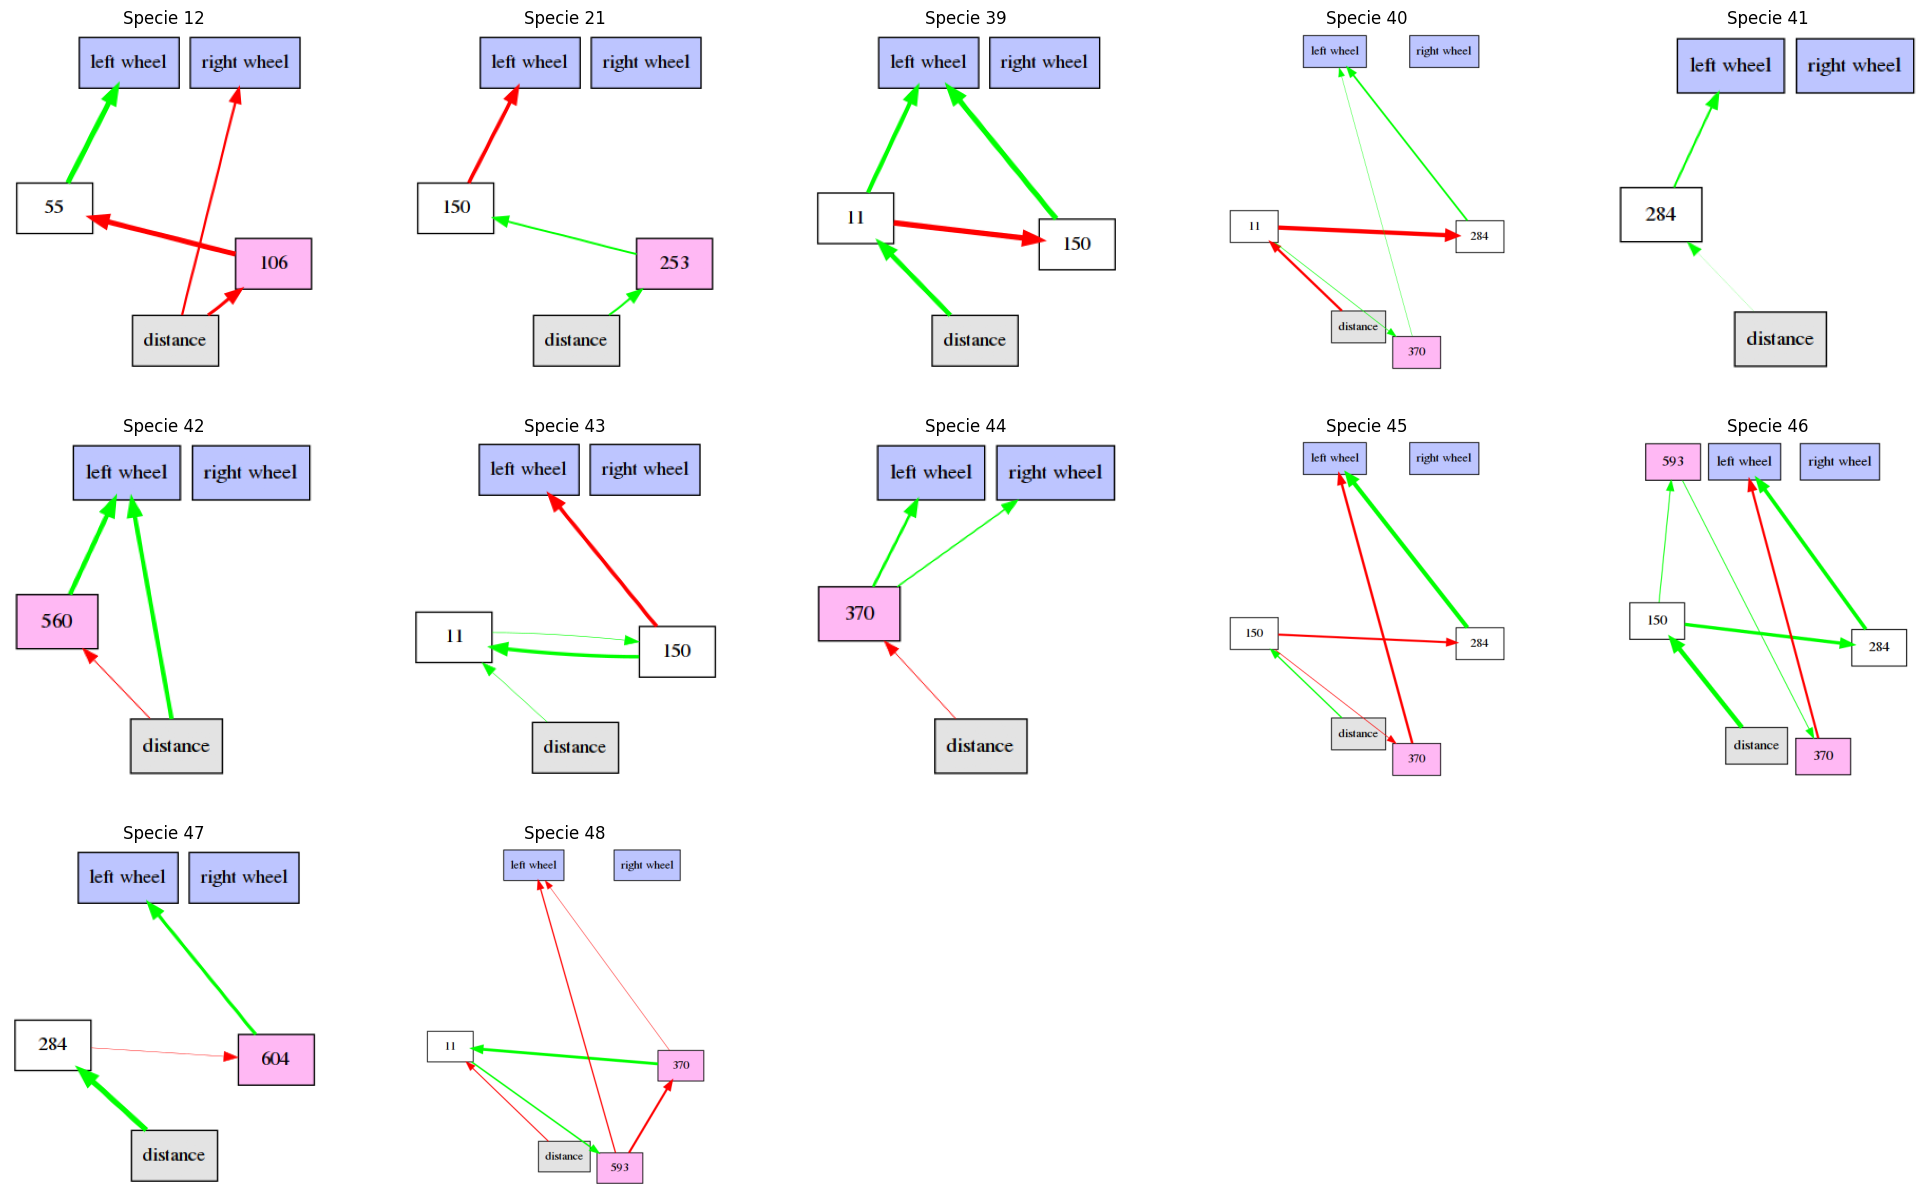 Specie 12
left wheel
right wheel
55
106
distance
Specie 21
left wheel
right wheel
150
253
distance
Specie 39
left wheel
right wheel
11
150
distance
Specie 40
left wheel
right wheel
11
284
distance
370
Specie 41
left wheel
right wheel
284
distance
Specie 42
left wheel
right wheel
560
distance
Specie 43
left wheel
right wheel
11
150
distance
Specie 44
left wheel
right wheel
370
distance
Specie 45
left wheel
right wheel
150
284
distance
370
Specie 46
593
left wheel
right wheel
150
284
distance
370
Specie 47
left wheel
right wheel
284
604
distance
Specie 48
left wheel
right wheel
11
370
distance
593